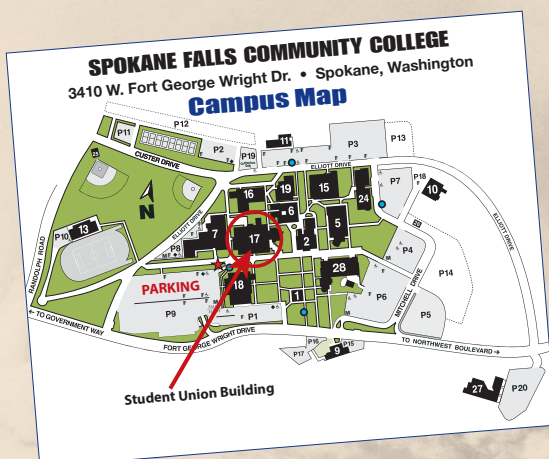 SPOKANE FALLS COMMUNITY COLLEGE
3410 W. Fort George Wright Dr. • Spokane, Washington
Campus Map
P12
P11
P2
P19
11
P3
P13
CUSTER DRIVE
ELLIOTT DRIVE
25
16
19
15
24
P7
P18
10
N
ELLIOTT DRIVE
6
ELLIOTT DRIVE
P10
13
P8
7
17
2
5
P4
RANDOLPH ROAD
PARKING
18
28
MITCHELL DRIVE
P14
P9
1
P6
P5
← TO GOVERNMENT WAY
P1
FORT GEORGE WRIGHT DRIVE
TO NORTHWEST BOULEVARD →
P16
P15
P17
9
Student Union Building
27
P20